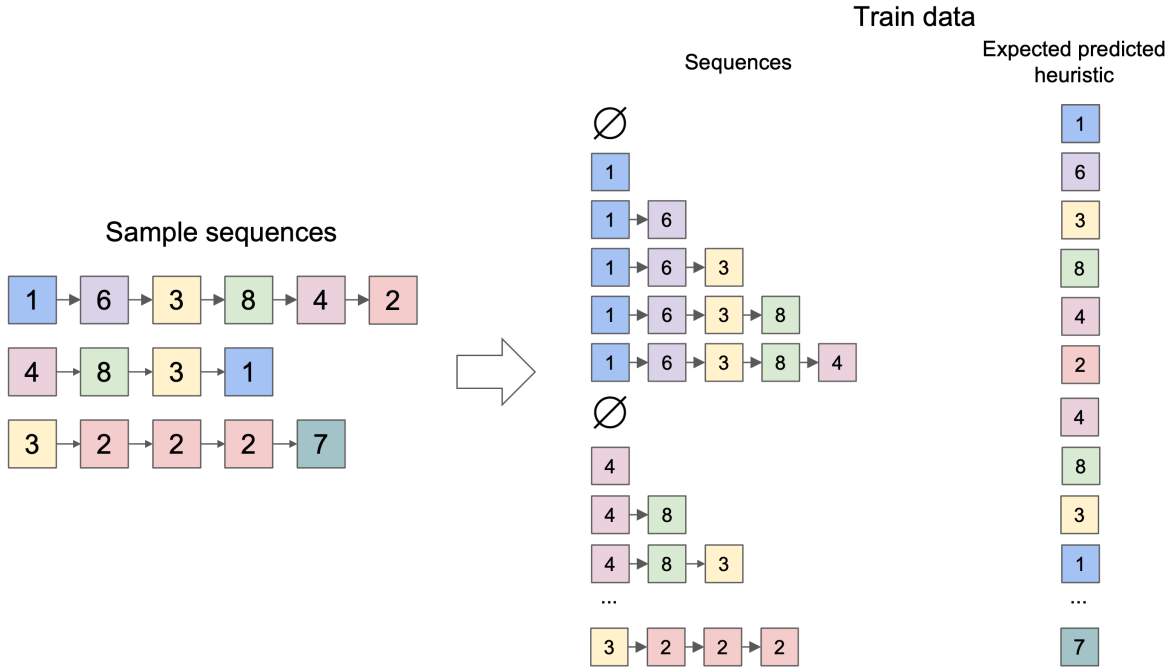 Train data
Sequences
Expected predicted
heuristic
Sample sequences
1 6 3 8 4 2
4 8 3 1
3 2 2 2 7
∅ 1
1 6
1 6 3
1 6 3 8
1 6 3 8 4
1 6 3 8 4 2
∅ 4
4 8
4 8 3
4 8 3 1
... ...
3 2 2 2 7